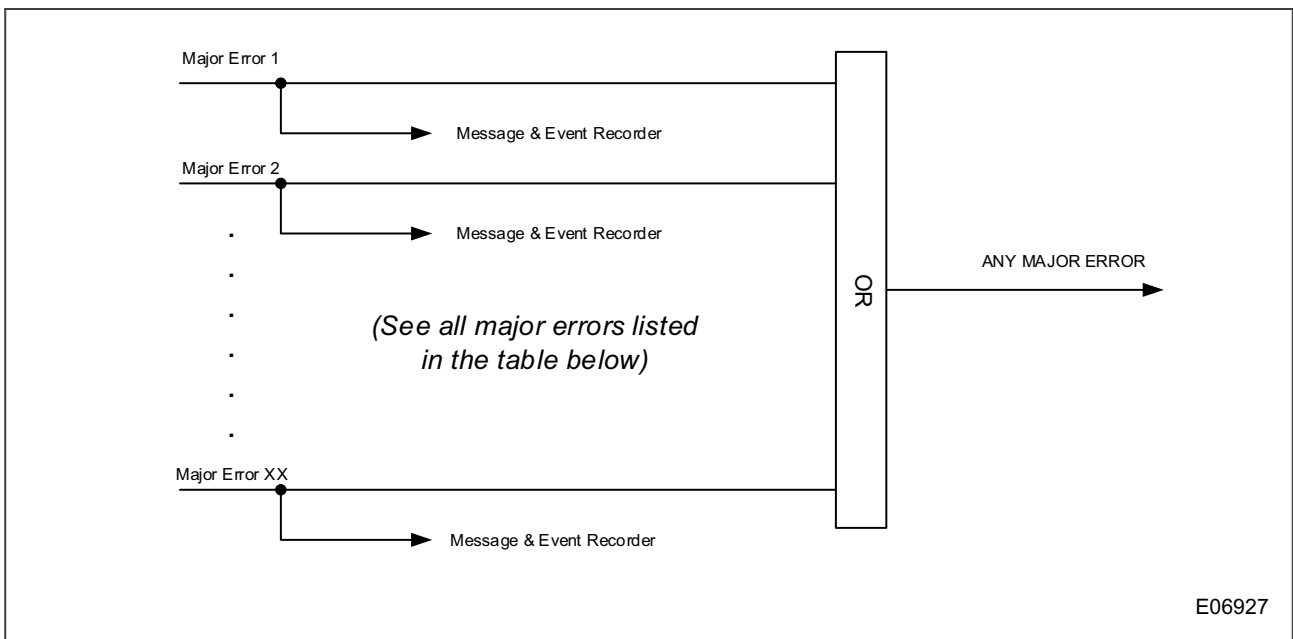 Major Error 1
Message & Event Recorder
Major Error 2
Message & Event Recorder
.
.
.
.
.
.
(See all major errors listed
in the table below)
OR
ANY MAJOR ERROR
Major Error XX
Message & Event Recorder
E06927